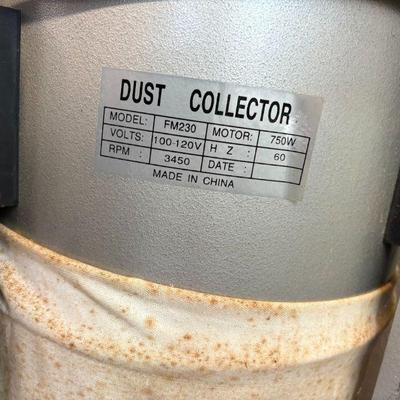 DUST COLLECTOR
MODEL: FM230 MOTOR: 750W
VOLTS: 100-120V H Z : 60
RPM : 3450 DATE :
MADE IN CHINA